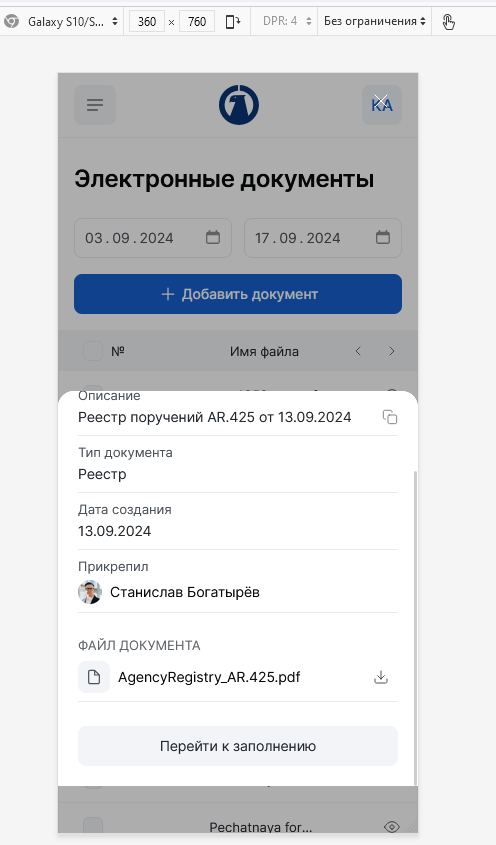 Galaxy S10/S... 360 × 760 DPR: 4 Без ограничения
КА
Электронные документы
03 . 09 . 2024 17 . 09 . 2024
+ Добавить документ
№ Имя файла
Описание
Реестр поручений AR.425 от 13.09.2024
Тип документа
Реестр
Дата создания
13.09.2024
Прикрепил
Станислав Богатырёв
ФАЙЛ ДОКУМЕНТА
AgencyRegistry_AR.425.pdf
Перейти к заполнению
Pechatnaya for...